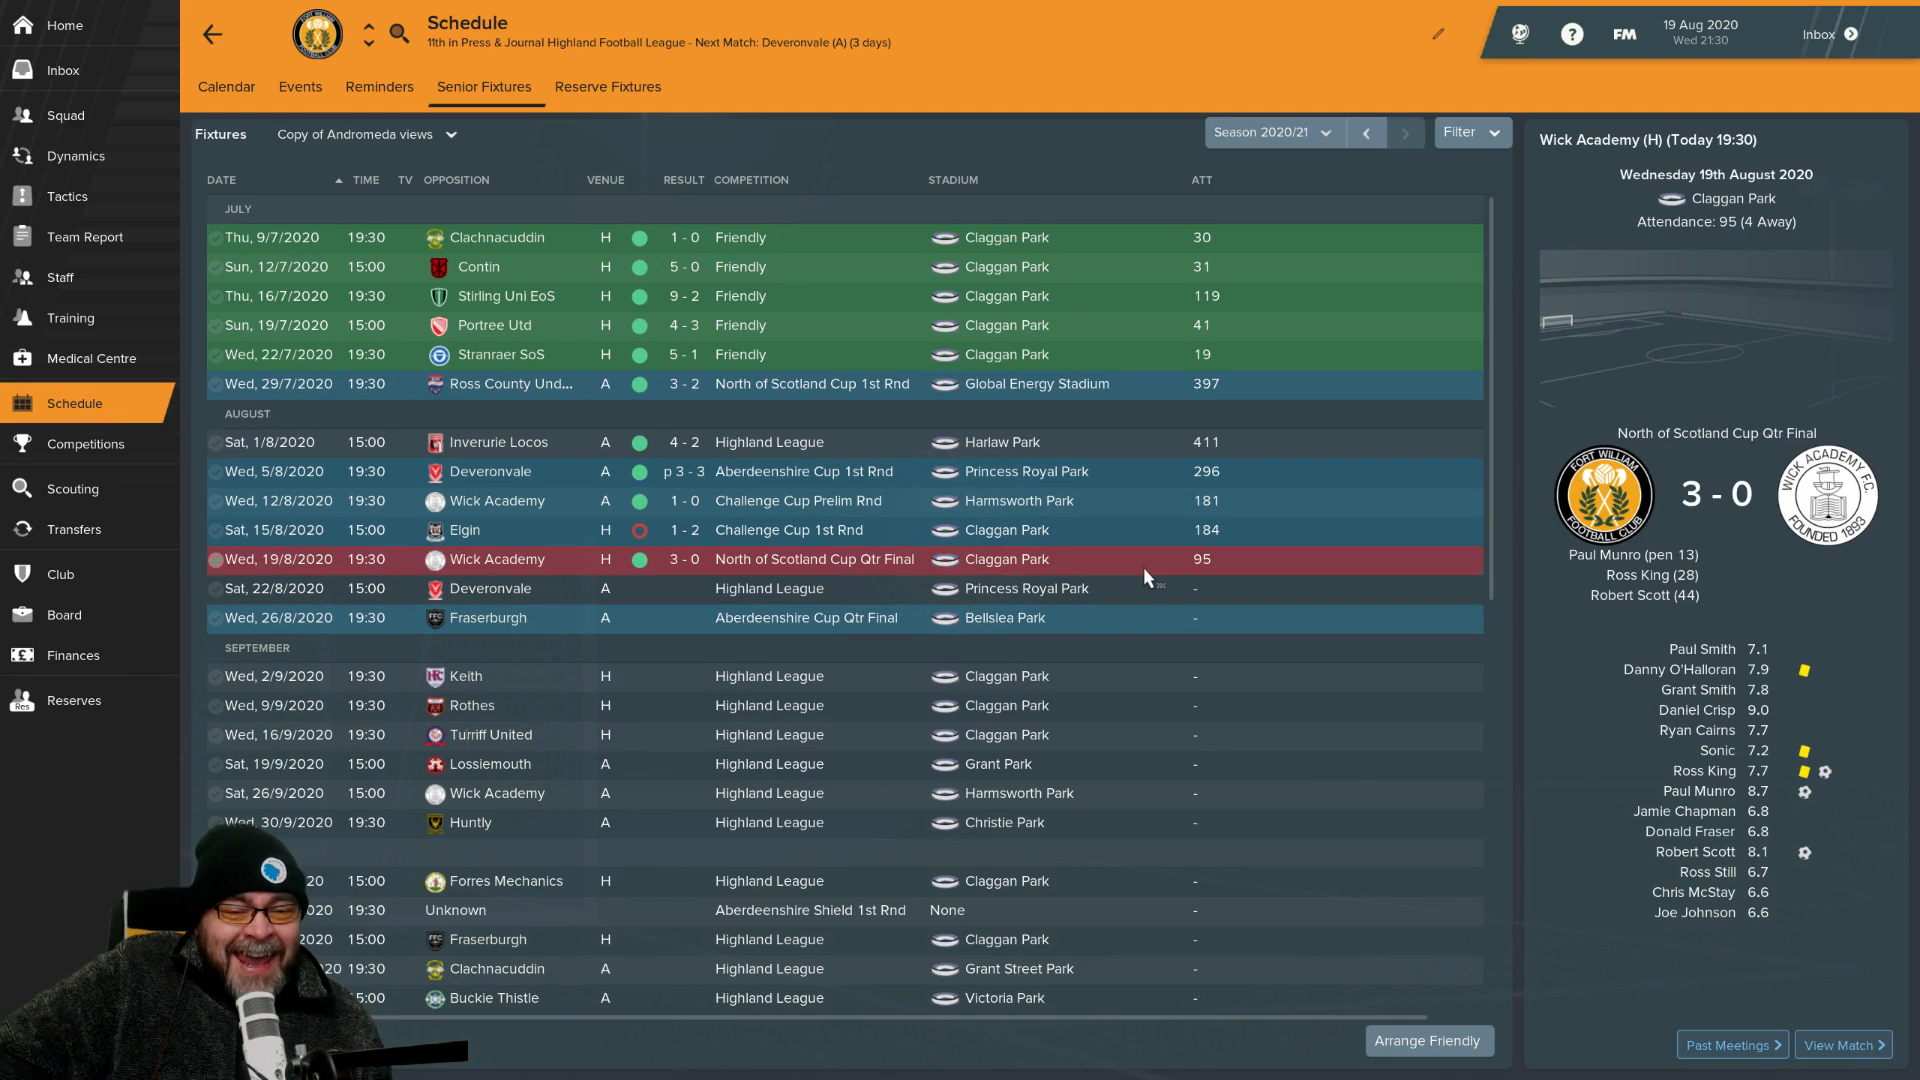 Home
Inbox
Squad
Dynamics
Tactics
Team Report
Staff
Training
Medical Centre
Schedule
Competitions
Scouting
Transfers
Club
Board
Finances
Res
Reserves
Schedule
11th in Press & Journal Highland Football League - Next Match: Deveronvale (A) (3 days)
FM
19 Aug 2020
Wed 21:30
Inbox
Calendar Events Reminders Senior Fixtures Reserve Fixtures
Fixtures Copy of Andromeda views Season 2020/21 Filter
DATE TIME TV OPPOSITION VENUE RESULT COMPETITION STADIUM ATT
JULY
Thu, 9/7/2020 19:30 Clachnacuddin H 1 - 0 Friendly Claggan Park 30
Sun, 12/7/2020 15:00 Contin H 5 - 0 Friendly Claggan Park 31
Thu, 16/7/2020 19:30 Stirling Uni EoS H 9 - 2 Friendly Claggan Park 119
Sun, 19/7/2020 15:00 Portree Utd H 4 - 3 Friendly Claggan Park 41
Wed, 22/7/2020 19:30 Stranraer SoS H 5 - 1 Friendly Claggan Park 19
Wed, 29/7/2020 19:30 Ross County Und... A 3 - 2 North of Scotland Cup 1st Rnd Global Energy Stadium 397
AUGUST
Sat, 1/8/2020 15:00 Inverurie Locos A 4 - 2 Highland League Harlaw Park 411
Wed, 5/8/2020 19:30 Deveronvale A p 3 - 3 Aberdeenshire Cup 1st Rnd Princess Royal Park 296
Wed, 12/8/2020 19:30 Wick Academy A 1 - 0 Challenge Cup Prelim Rnd Harmsworth Park 181
Sat, 15/8/2020 15:00 Elgin H 1 - 2 Challenge Cup 1st Rnd Claggan Park 184
Wed, 19/8/2020 19:30 Wick Academy H 3 - 0 North of Scotland Cup Qtr Final Claggan Park 95
Sat, 22/8/2020 15:00 Deveronvale A Highland League Princess Royal Park -
Wed, 26/8/2020 19:30 Fraserburgh A Aberdeenshire Cup Qtr Final Bellslea Park -
SEPTEMBER
Wed, 2/9/2020 19:30 Keith H Highland League Claggan Park -
Wed, 9/9/2020 19:30 Rothes H Highland League Claggan Park -
Wed, 16/9/2020 19:30 Turriff United H Highland League Claggan Park -
Sat, 19/9/2020 15:00 Lossiemouth A Highland League Grant Park -
Sat, 26/9/2020 15:00 Wick Academy A Highland League Harmsworth Park -
Wed, 30/9/2020 19:30 Huntly A Highland League Christie Park -
20 15:00 Forres Mechanics H Highland League Claggan Park -
020 19:30 Unknown Aberdeenshire Shield 1st Rnd None -
2020 15:00 Fraserburgh H Highland League Claggan Park -
20 19:30 Clachnacuddin A Highland League Grant Street Park -
5:00 Buckie Thistle A Highland League Victoria Park -
Arrange Friendly
Wick Academy (H) (Today 19:30)
Wednesday 19th August 2020
Claggan Park
Attendance: 95 (4 Away)
North of Scotland Cup Qtr Final
FORT WILLIAM FOOTBALL CLUB
3 - 0
WICK ACADEMY F.C. FOUNDED 1893
Paul Munro (pen 13)
Ross King (28)
Robert Scott (44)
Paul Smith 7.1
Danny O'Halloran 7.9
Grant Smith 7.8
Daniel Crisp 9.0
Ryan Cairns 7.7
Sonic 7.2
Ross King 7.7
Paul Munro 8.7
Jamie Chapman 6.8
Donald Fraser 6.8
Robert Scott 8.1
Ross Still 6.7
Chris McStay 6.6
Joe Johnson 6.6
Past Meetings View Match